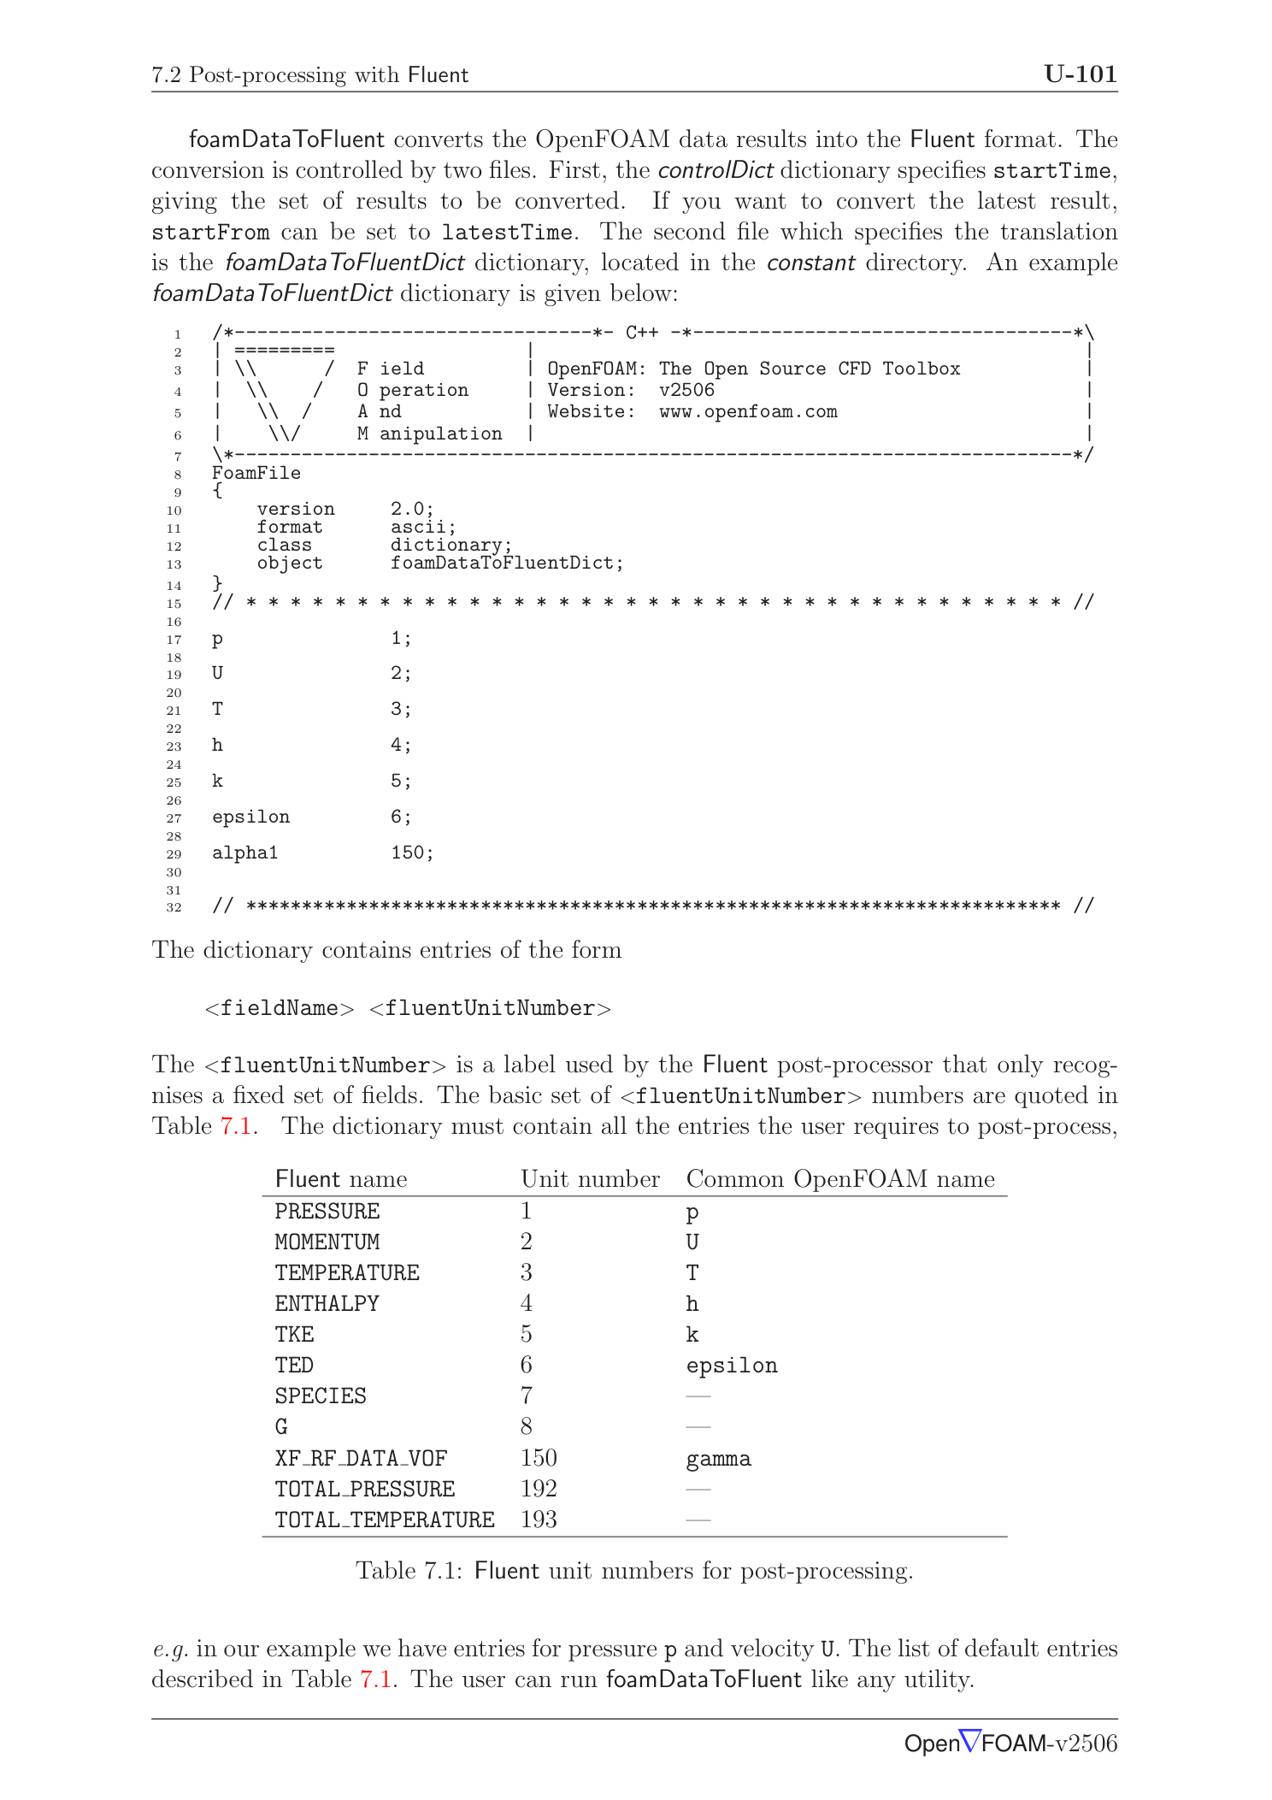 7.2 Post-processing with Fluent U-101
foamDataToFluent converts the OpenFOAM data results into the Fluent format. The
conversion is controlled by two files. First, the controlDict dictionary specifies startTime,
giving the set of results to be converted. If you want to convert the latest result,
startFrom can be set to latestTime. The second file which specifies the translation
is the foamDataToFluentDict dictionary, located in the constant directory. An example
foamDataToFluentDict dictionary is given below:
1 /*--------------------------------*- C++ -*----------------------------------*\
2 | ========= | |
3 | \\ / F ield | OpenFOAM: The Open Source CFD Toolbox |
4 | \\ / O peration | Version: v2506 |
5 | \\ / A nd | Website: www.openfoam.com |
6 | \\/ M anipulation | |
7 \*---------------------------------------------------------------------------*/
8 FoamFile
9 {
10 version 2.0;
11 format ascii;
12 class dictionary;
13 object foamDataToFluentDict;
14 }
15 // * * * * * * * * * * * * * * * * * * * * * * * * * * * * * * * * * * * * * //
16
17 p 1;
18
19 U 2;
20
21 T 3;
22
23 h 4;
24
25 k 5;
26
27 epsilon 6;
28
29 alpha1 150;
30
31
32 // ************************************************************************* //
The dictionary contains entries of the form
<fieldName> <fluentUnitNumber>
The <fluentUnitNumber> is a label used by the Fluent post-processor that only recog-
nises a fixed set of fields. The basic set of <fluentUnitNumber> numbers are quoted in
Table 7.1. The dictionary must contain all the entries the user requires to post-process,
Fluent name Unit number Common OpenFOAM name
PRESSURE 1 p
MOMENTUM 2 U
TEMPERATURE 3 T
ENTHALPY 4 h
TKE 5 k
TED 6 epsilon
SPECIES 7 —
G 8 —
XF_RF_DATA_VOF 150 gamma
TOTAL_PRESSURE 192 —
TOTAL_TEMPERATURE 193 —
Table 7.1: Fluent unit numbers for post-processing.
e.g. in our example we have entries for pressure p and velocity U. The list of default entries
described in Table 7.1. The user can run foamDataToFluent like any utility.
Open∇FOAM-v2506